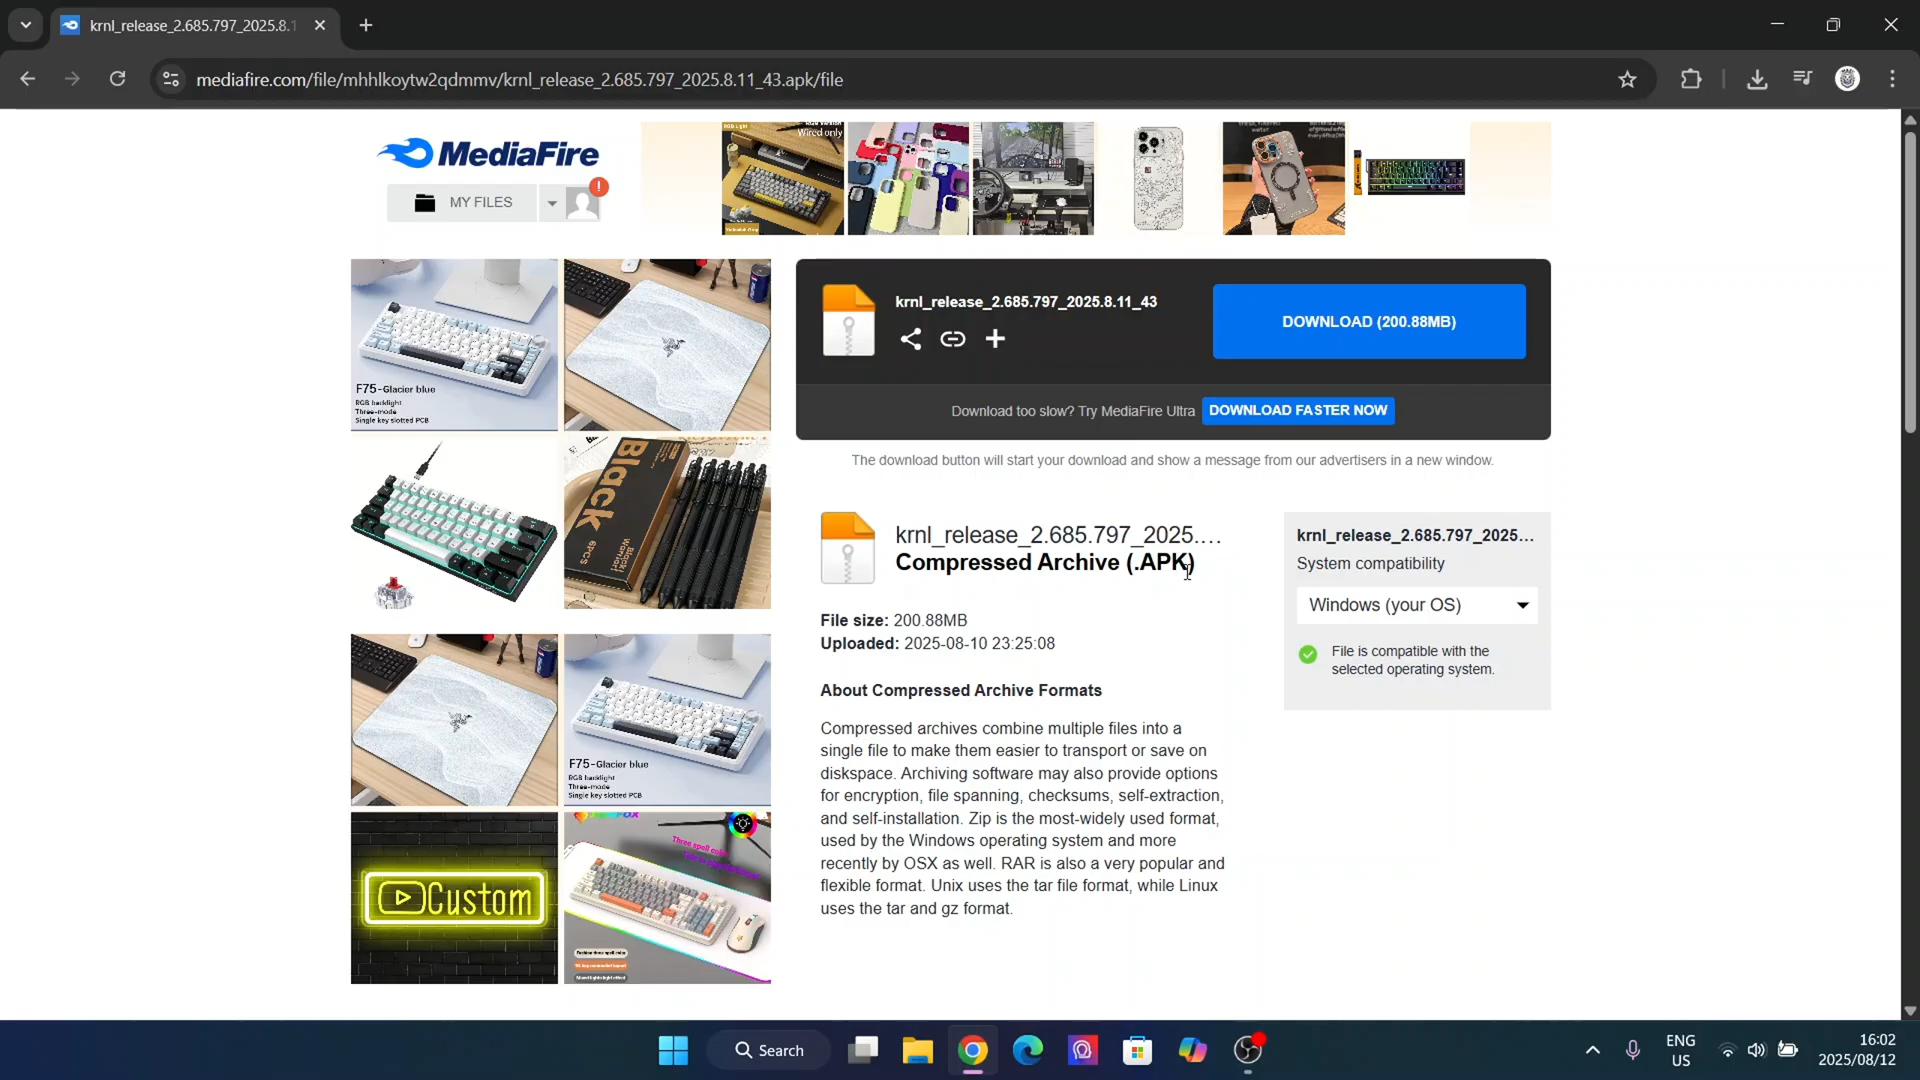 krnl_release_2.685.797_2025.8.1
mediafire.com/file/mhhlkoytw2qdmmv/krnl_release_2.685.797_2025.8.11_43.apk/file
MediaFire
MY FILES
!
RGB Light
Wired only
krnl_release_2.685.797_2025.8.11_43
DOWNLOAD (200.88MB)
Download too slow? Try MediaFire Ultra
DOWNLOAD FASTER NOW
The download button will start your download and show a message from our advertisers in a new window.
F75-Glacier blue
RGB backlight
Three-mode
Single key slotted PCB
Black
6PCS
krnl_release_2.685.797_2025....
Compressed Archive (.APK)
File size: 200.88MB
Uploaded: 2025-08-10 23:25:08
krnl_release_2.685.797_2025...
System compatibility
Windows (your OS)
File is compatible with the
selected operating system.
About Compressed Archive Formats
Compressed archives combine multiple files into a
single file to make them easier to transport or save on
diskspace. Archiving software may also provide options
for encryption, file spanning, checksums, self-extraction,
and self-installation. Zip is the most-widely used format,
used by the Windows operating system and more
recently by OSX as well. RAR is also a very popular and
flexible format. Unix uses the tar file format, while Linux
uses the tar and gz format.
F75-Glacier blue
RGB backlight
Three-mode
Single key slotted PCB
Custom
Three spell color
Search
ENG
US
16:02
2025/08/12